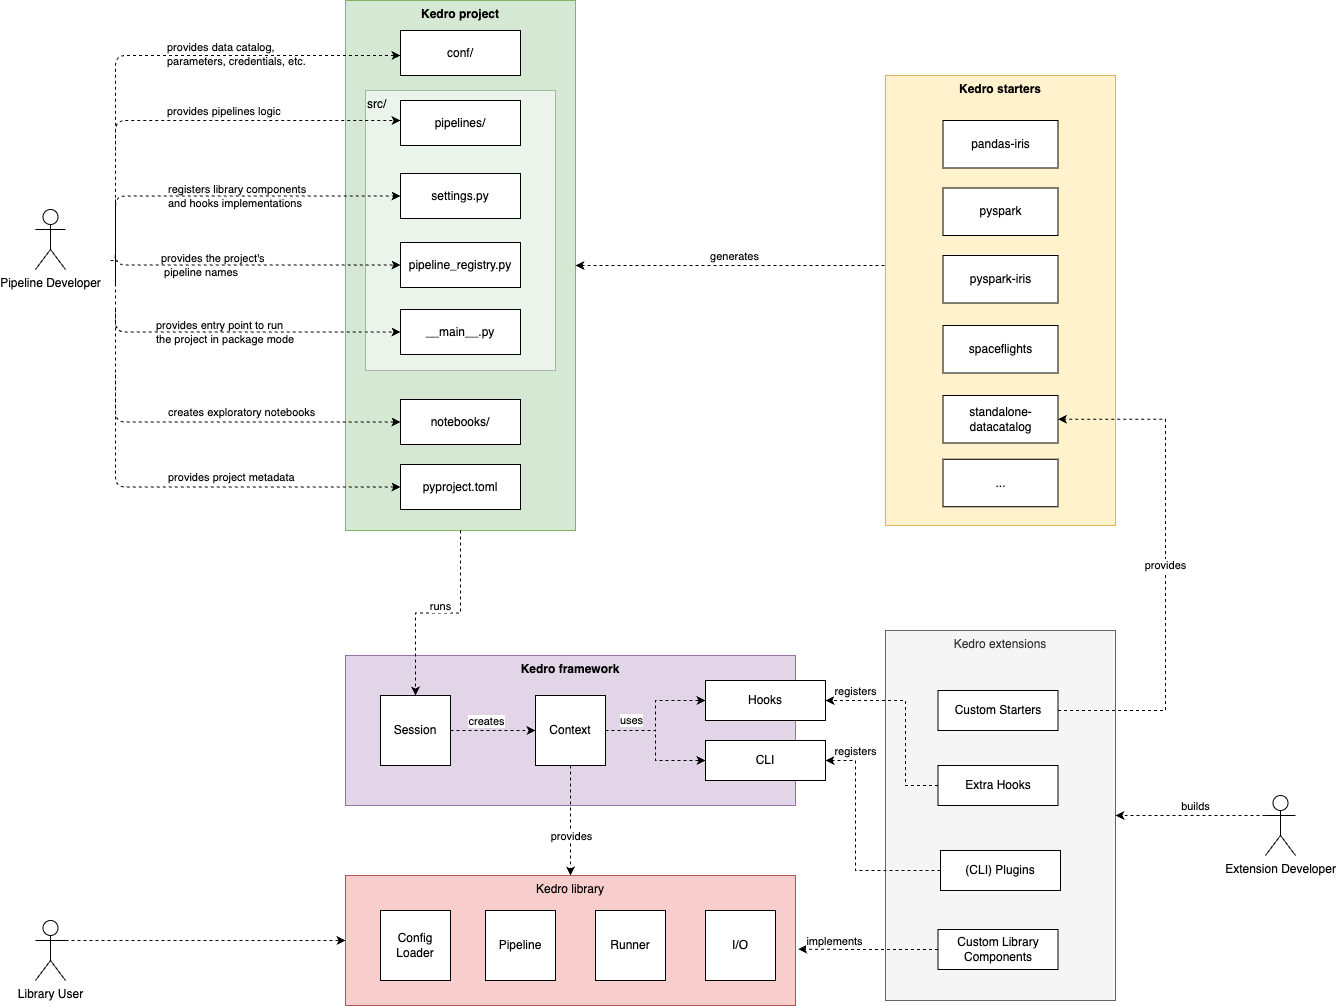 Kedro project
provides data catalog,
parameters, credentials, etc.
conf/
src/
provides pipelines logic
pipelines/
registers library components
and hooks implementations
settings.py
provides the project's
pipeline names
pipeline_registry.py
provides entry point to run
the project in package mode
__main__.py
creates exploratory notebooks
notebooks/
provides project metadata
pyproject.toml
Pipeline Developer
generates
Kedro starters
pandas-iris
pyspark
pyspark-iris
spaceflights
standalone-
datacatalog
...
provides
runs
Kedro framework
Session
creates
Context
uses
Hooks
CLI
registers
registers
provides
Kedro extensions
Custom Starters
Extra Hooks
(CLI) Plugins
Custom Library
Components
builds
Extension Developer
implements
Kedro library
Config
Loader
Pipeline
Runner
I/O
Library User